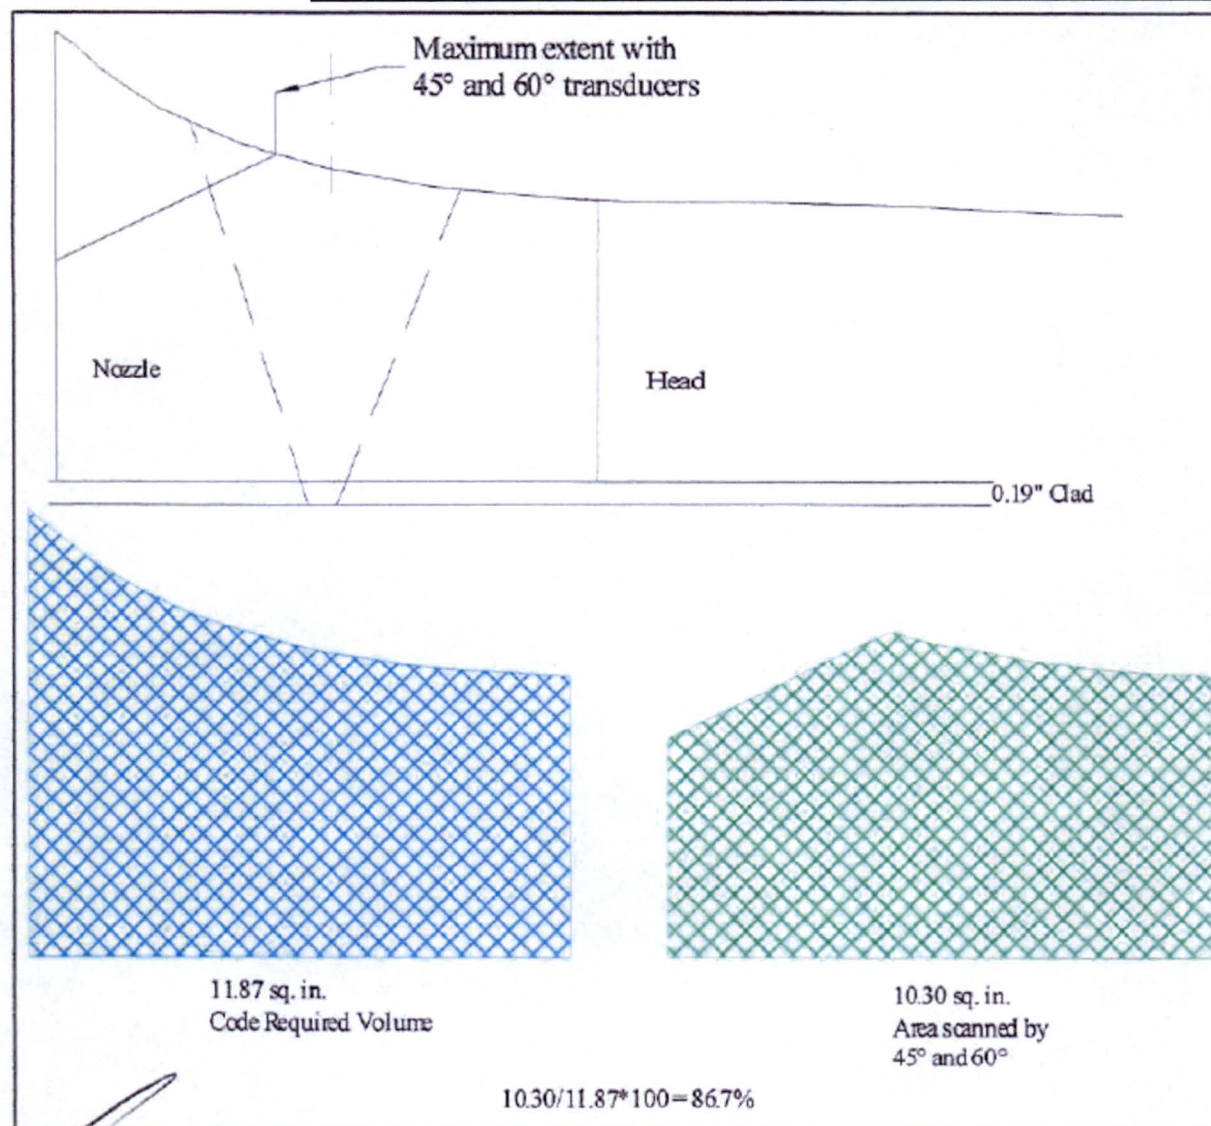 Maximum extent with
45° and 60° transducers
Nozzle
Head
0.19" Clad
11.87 sq. in.
Code Required Volume
10.30 sq. in.
Area scanned by
45° and 60°
10.30/11.87*100=86.7%